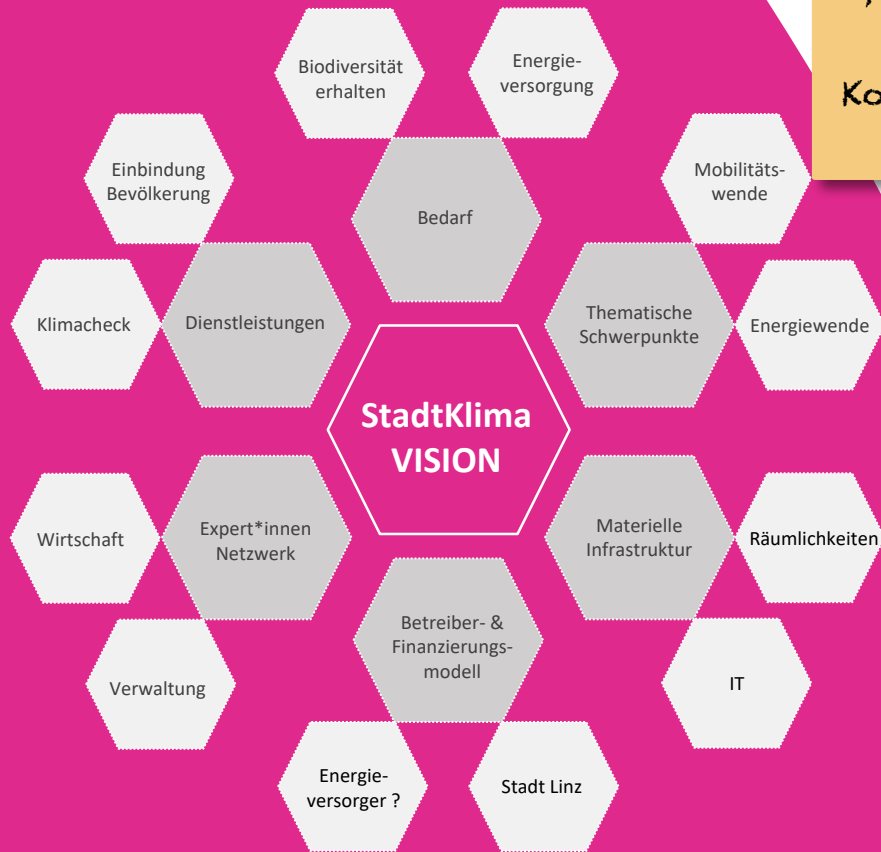 Biodiversität
erhalten
Energie-
versorgung
Einbindung
Bevölkerung
Bedarf
Mobilitäts-
wende
Klimacheck
Dienstleistungen
Thematische
Schwerpunkte
Energiewende
StadtKlima
VISION
Wirtschaft
Expert*innen
Netzwerk
Materielle
Infrastruktur
Räumlichkeiten
Verwaltung
Betreiber- &
Finanzierungs-
modell
IT
Energie-
versorger ?
Stadt Linz